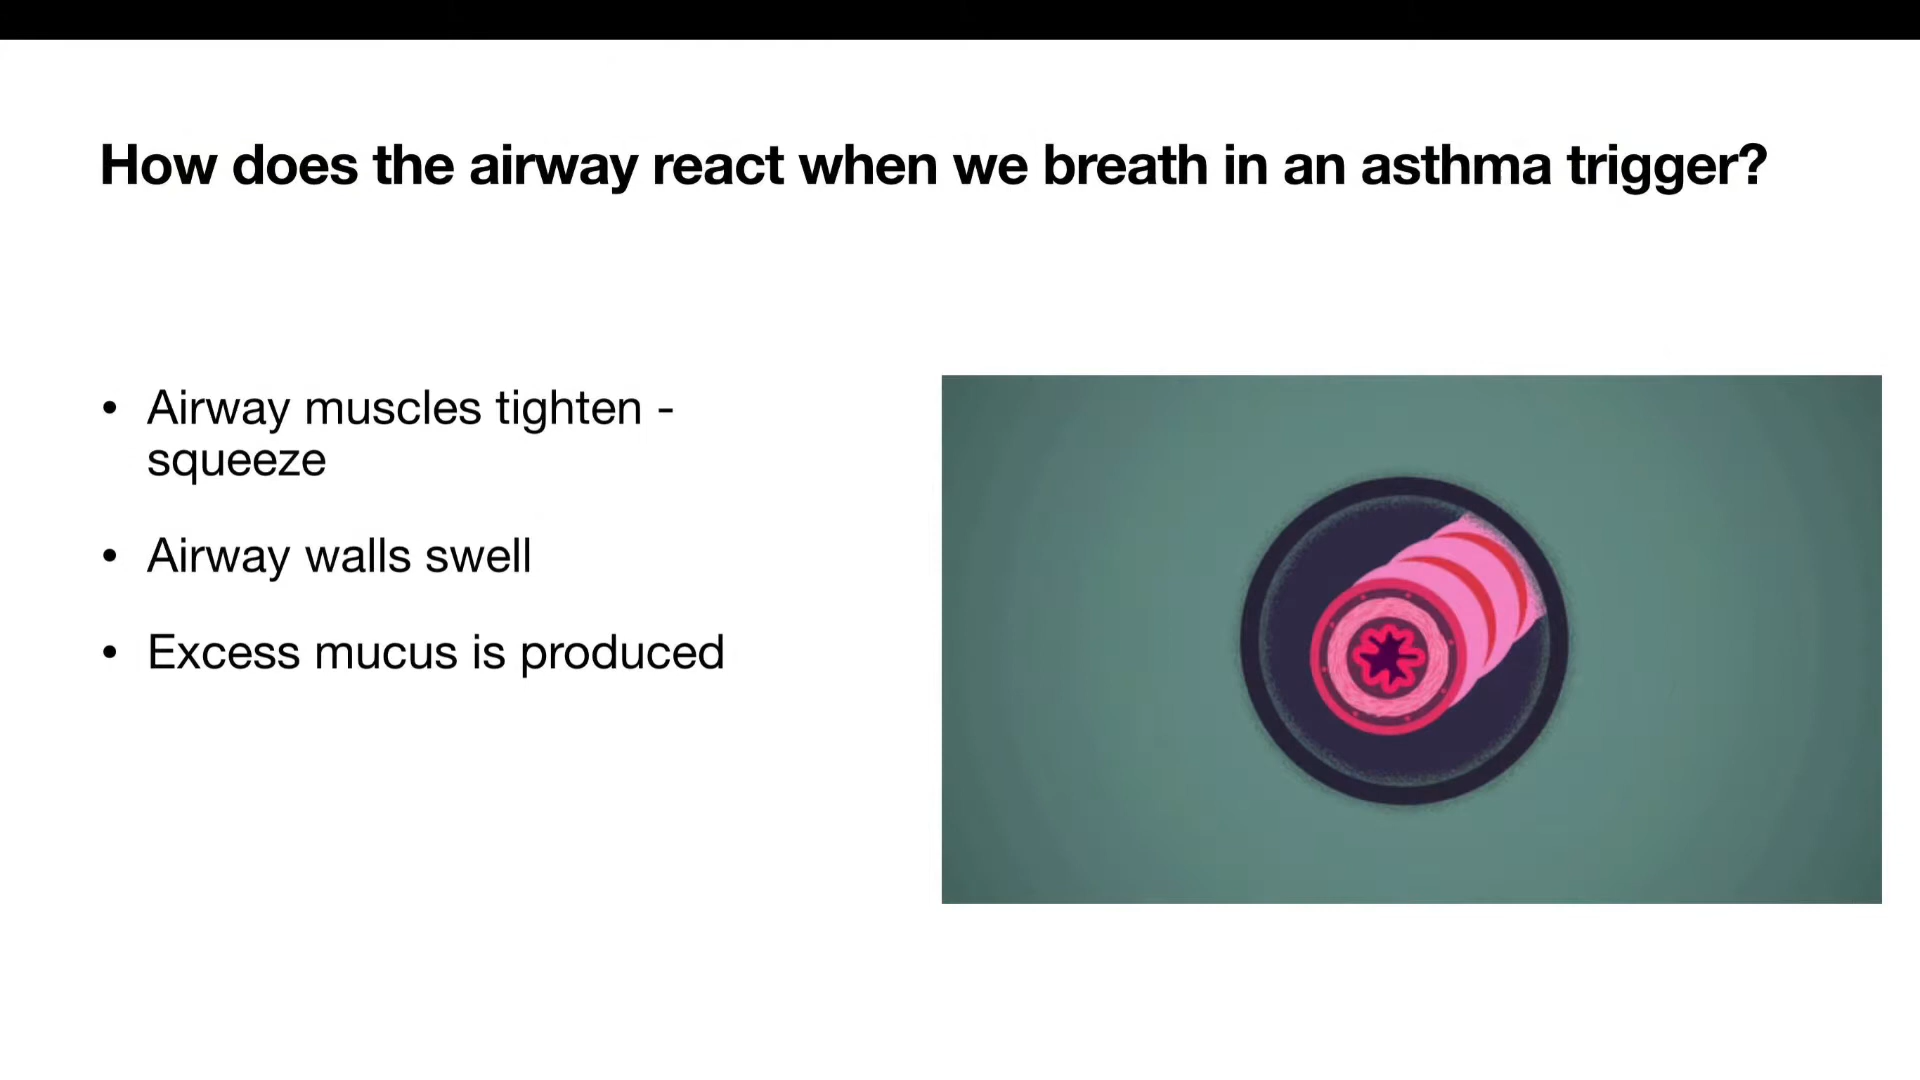 How does the airway react when we breath in an asthma trigger?
• Airway muscles tighten -
squeeze
• Airway walls swell
• Excess mucus is produced